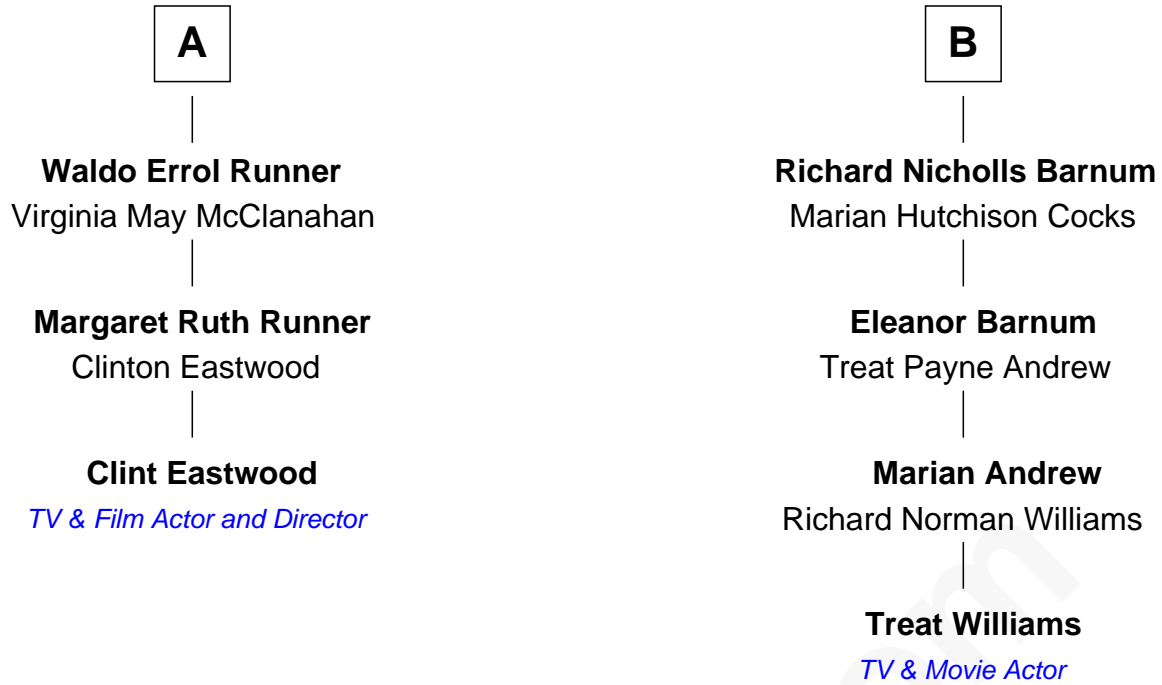 A
Waldo Errol Runner
Virginia May McClanahan
Margaret Ruth Runner
Clinton Eastwood
Clint Eastwood
TV & Film Actor and Director
B
Richard Nicholls Barnum
Marian Hutchison Cocks
Eleanor Barnum
Treat Payne Andrew
Marian Andrew
Richard Norman Williams
Treat Williams
TV & Movie Actor
om